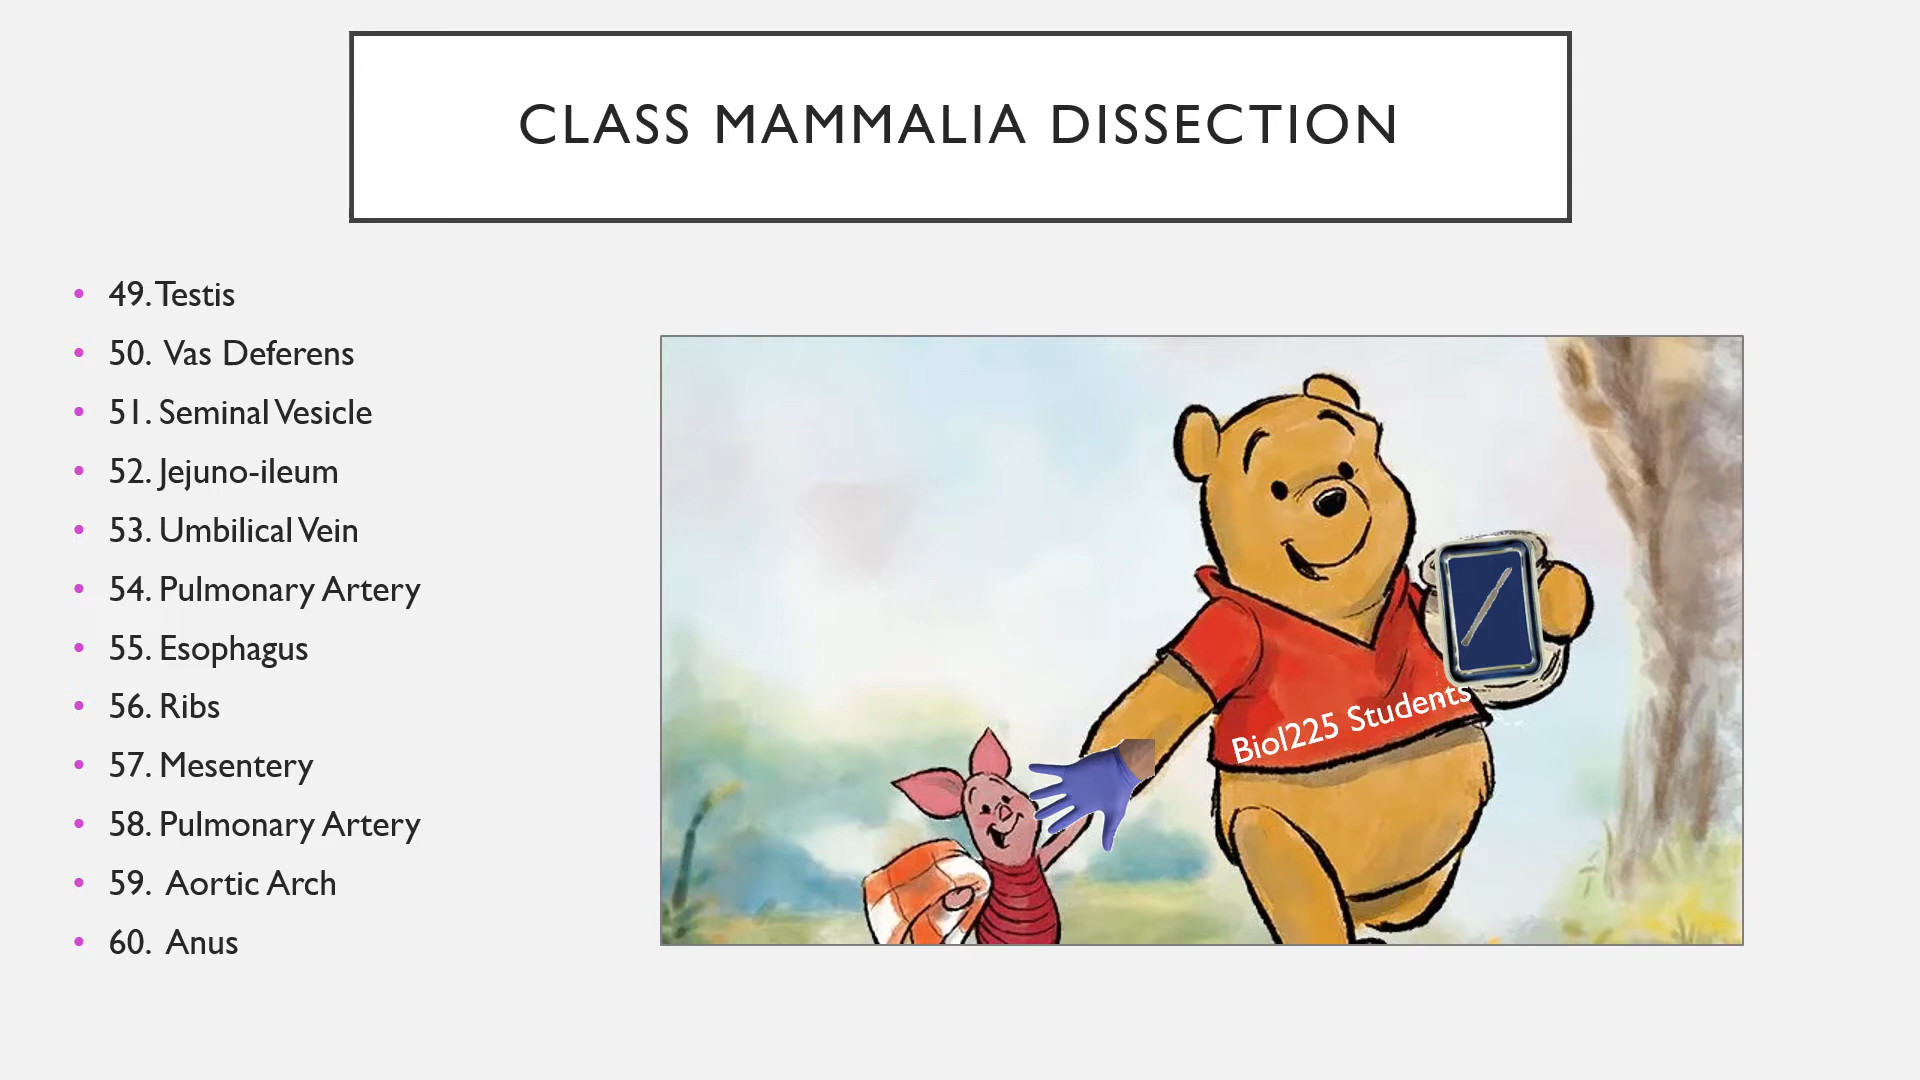 CLASS MAMMALIA DISSECTION
• 49. Testis
• 50. Vas Deferens
• 51. Seminal Vesicle
• 52. Jejuno-ileum
• 53. Umbilical Vein
• 54. Pulmonary Artery
• 55. Esophagus
• 56. Ribs
• 57. Mesentery
• 58. Pulmonary Artery
• 59. Aortic Arch
• 60. Anus
Biol225 Students